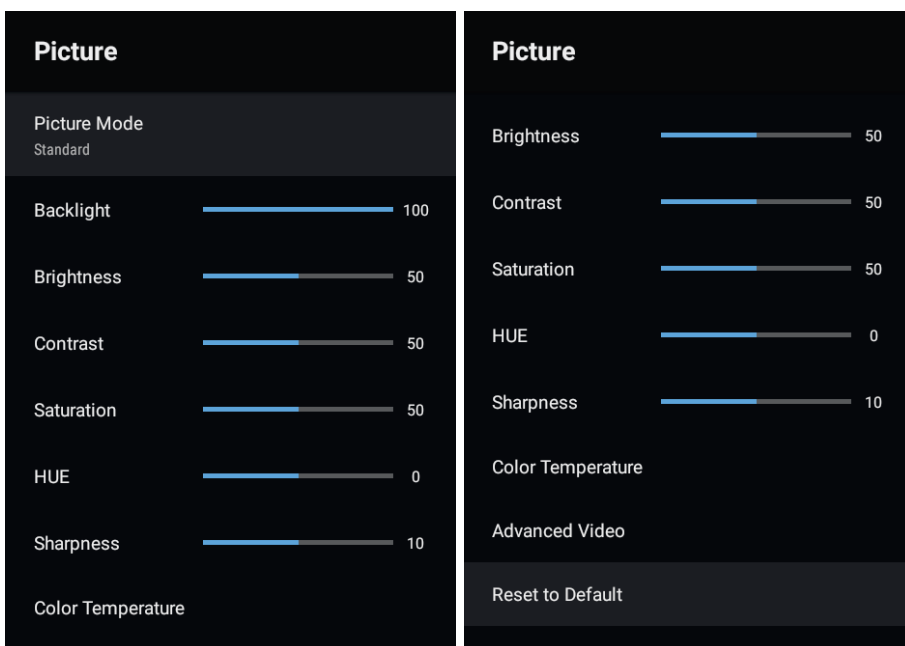 Picture
Picture Mode
Standard
Backlight 100
Brightness 50
Contrast 50
Saturation 50
HUE 0
Sharpness 10
Color Temperature
Picture
Brightness 50
Contrast 50
Saturation 50
HUE 0
Sharpness 10
Color Temperature
Advanced Video
Reset to Default